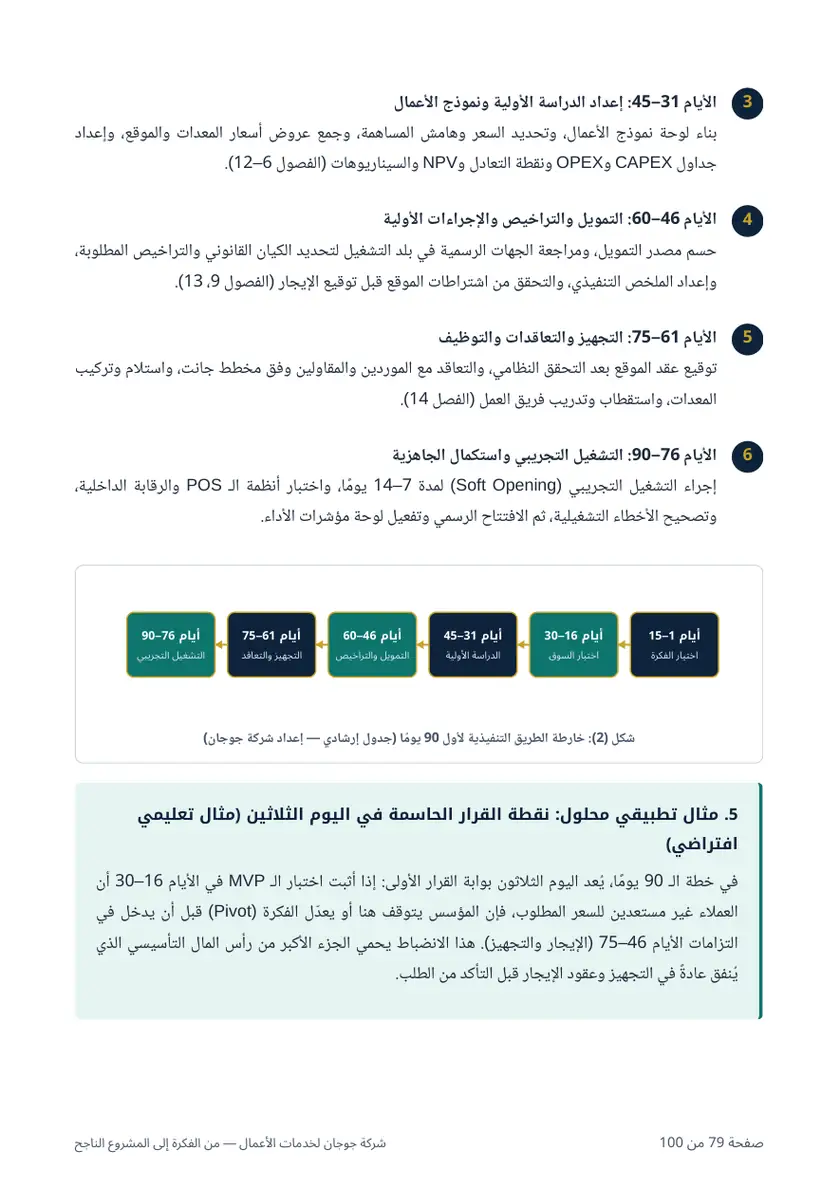 3
الأيام 31–45: إعداد الدراسة الأولية ونموذج الأعمال
بناء لوحة نموذج الأعمال، وتحديد السعر وهامش المساهمة، وجمع عروض أسعار المعدات والموقع، وإعداد
جداول CAPEX وOPEX ونقطة التعادل وNPV والسيناريوهات (الفصول 6–12).
4
الأيام 46–60: التمويل والتراخيص والإجراءات الأولية
حسم مصدر التمويل، ومراجعة الجهات الرسمية في بلد التشغيل لتحديد الكيان القانوني والتراخيص المطلوبة،
وإعداد الملخص التنفيذي، والتحقق من اشتراطات الموقع قبل توقيع الإيجار (الفصول 9، 13).
5
الأيام 61–75: التجهيز والتعاقدات والتوظيف
توقيع عقد الموقع بعد التحقق النظامي، والتعاقد مع الموردين والمقاولين وفق مخطط جانت، واستلام وتركيب
المعدات، واستقطاب وتدريب فريق العمل (الفصل 14).
6
الأيام 76–90: التشغيل التجريبي واستكمال الجاهزية
إجراء التشغيل التجريبي (Soft Opening) لمدة 7–14 يومًا، واختبار أنظمة الـ POS والرقابة الداخلية،
وتصحيح الأخطاء التشغيلية، ثم الافتتاح الرسمي وتفعيل لوحة مؤشرات الأداء.
أيام 1–15
اختبار الفكرة
أيام 16–30
اختبار السوق
أيام 31–45
الدراسة الأولية
أيام 46–60
التمويل والتراخيص
أيام 61–75
التجهيز والتعاقد
أيام 76–90
التشغيل التجريبي
شكل (2): خارطة الطريق التنفيذية لأول 90 يومًا (جدول إرشادي — إعداد شركة جوجان)
5. مثال تطبيقي محلول: نقطة القرار الحاسمة في اليوم الثلاثين (مثال تعليمي
افتراضي)
في خطة الـ 90 يومًا، يُعد اليوم الثلاثون بوابة القرار الأولى: إذا أثبت اختبار الـ MVP في الأيام 16–30 أن
العملاء غير مستعدين للسعر المطلوب، فإن المؤسس يتوقف هنا أو يعدّل الفكرة (Pivot) قبل أن يدخل في
التزامات الأيام 46–75 (الإيجار والتجهيز). هذا الانضباط يحمي الجزء الأكبر من رأس المال التأسيسي الذي
يُنفق عادةً في التجهيز وعقود الإيجار قبل التأكد من الطلب.
صفحة 79 من 100
شركة جوجان لخدمات الأعمال — من الفكرة إلى المشروع الناجح